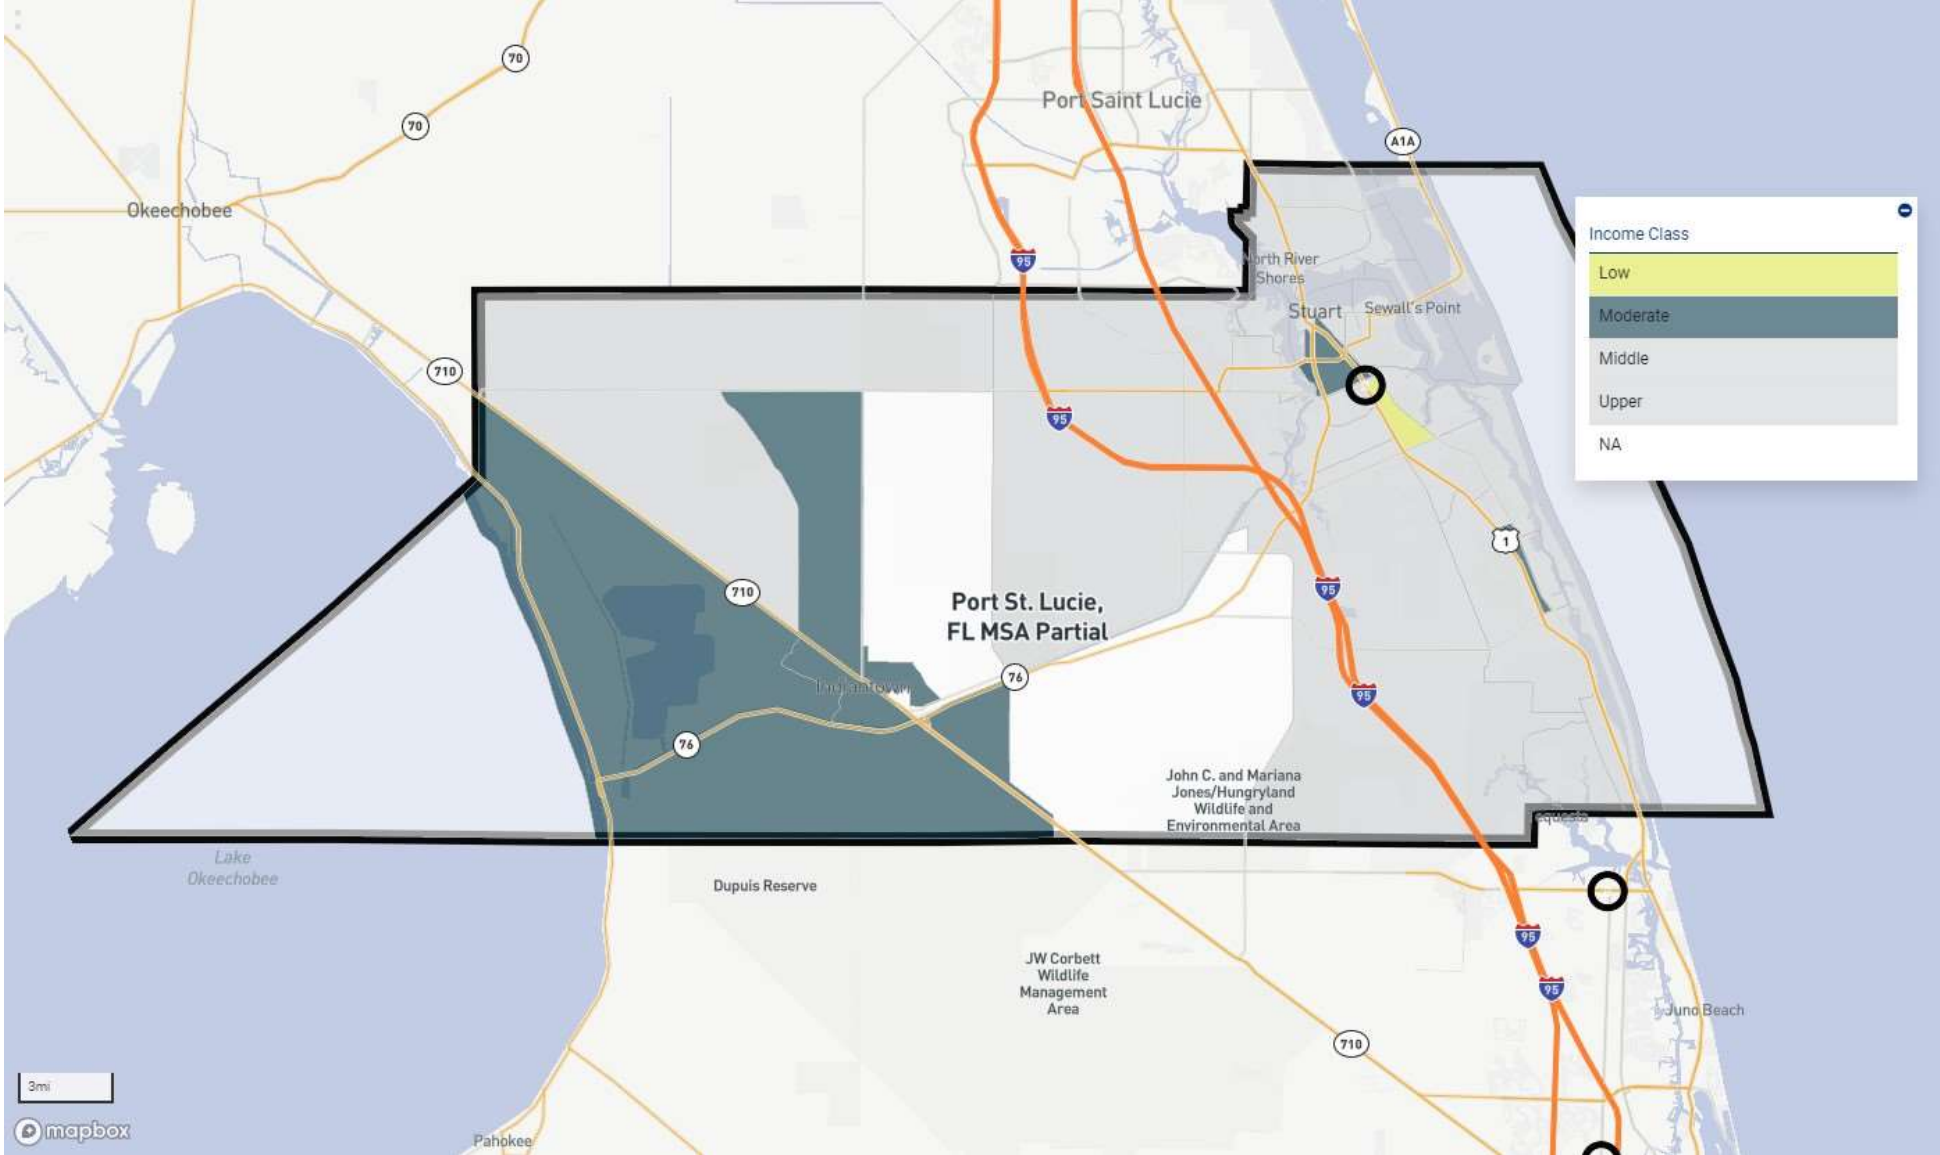 70
Port Saint Lucie
70
A1A
Okeechobee
Income Class
Low
Moderate
Middle
Upper
NA
95
North River
Shores
Stuart
Sewall's Point
710
95
1
710
95
Port St. Lucie,
FL MSA Partial
76
Indiantown
95
76
John C. and Mariana
Jones/Hungryland
Wildlife and
Environmental Area
equesta
Lake
Okeechobee
Dupuis Reserve
95
JW Corbett
Wildlife
Management
Area
95
Juno Beach
710
3mi
mapbox
Pahokee